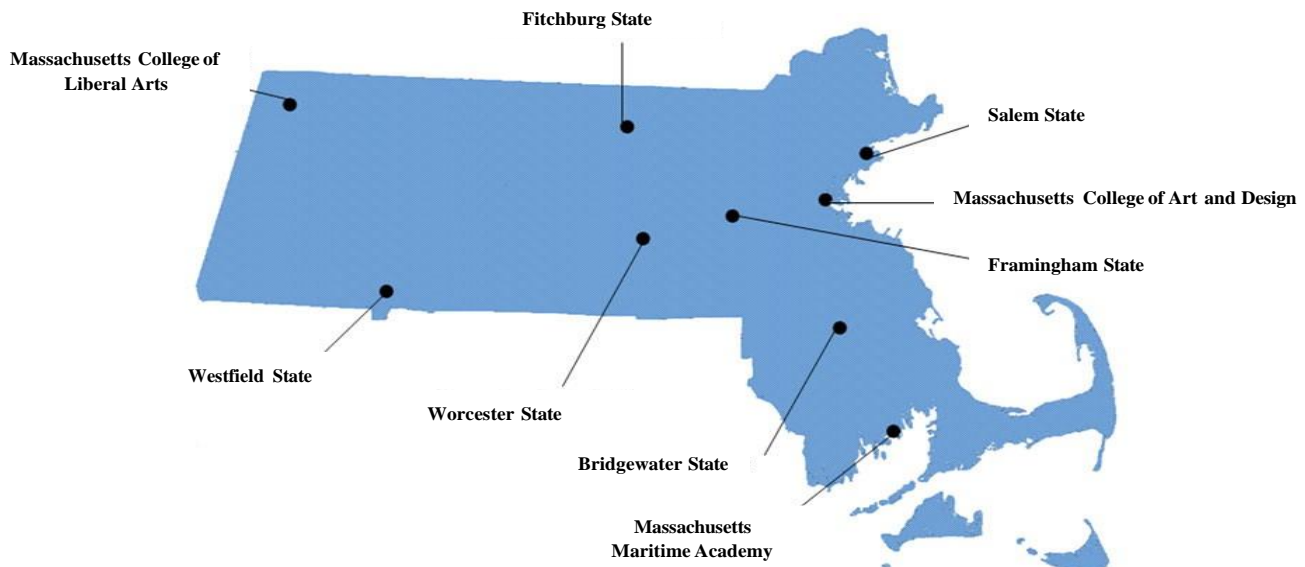 Fitchburg State
Massachusetts College of
Liberal Arts
Salem State
Massachusetts College of Art and Design
Framingham State
Westfield State
Worcester State
Bridgewater State
Massachusetts
Maritime Academy